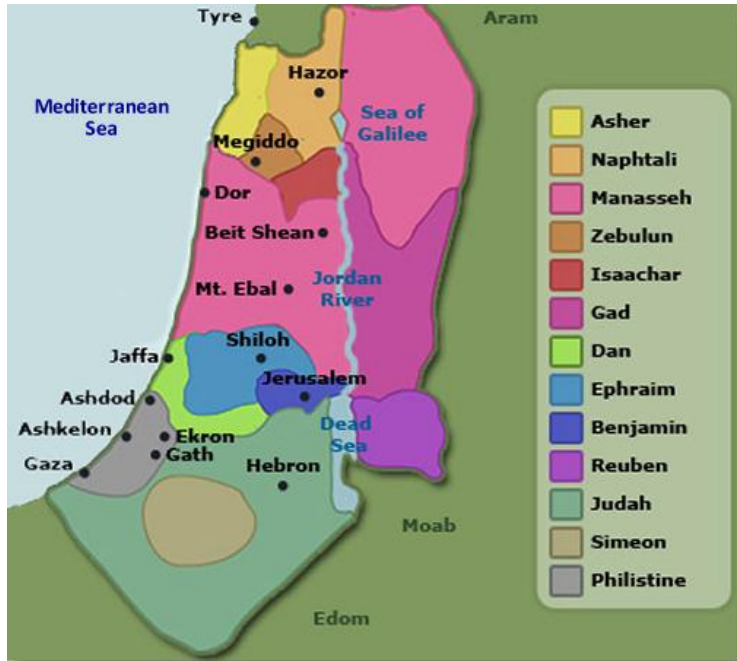 Tyre
Aram
Hazor
Mediterranean
Sea
Sea of
Galilee
Megiddo
Dor
Beit Shean
Mt. Ebal
Jordan
River
Jaffa
Shiloh
Jerusalem
Ashdod
Dead
Sea
Ashkelon
Ekron
Gath
Gaza
Hebron
Moab
Edom
Asher
Naphtali
Manasseh
Zebulun
Isaachar
Gad
Dan
Ephraim
Benjamin
Reuben
Judah
Simeon
Philistine